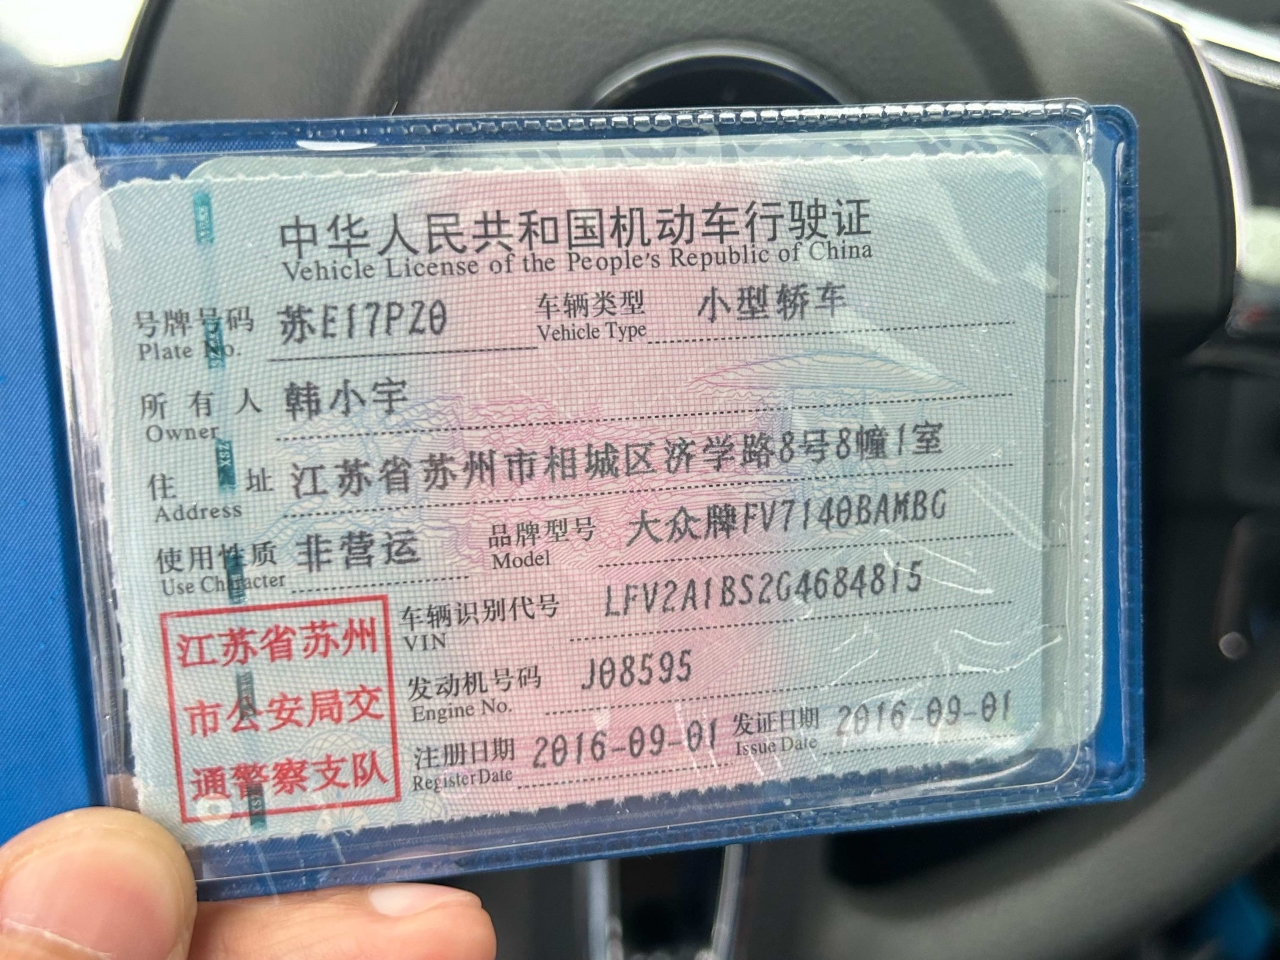 中华人民共和国机动车行驶证
Vehicle License of the People's Republic of China
号牌号码 苏E17PZ0 车辆类型 小型轿车
Plate No. Vehicle Type
所有人 韩小宇
Owner
住址 江苏省苏州市相城区济学路8号8幢1室
Address
使用性质 非营运 品牌型号 大众牌FV7140BAMBG
Use Character Model
车辆识别代号 LFV2A1BS2G4684815
VIN
发动机号码 J08595
Engine No.
注册日期 2016-09-01 发证日期 2016-09-01
Register Date Issue Date
江苏省苏州
市公安局交
通警察支队